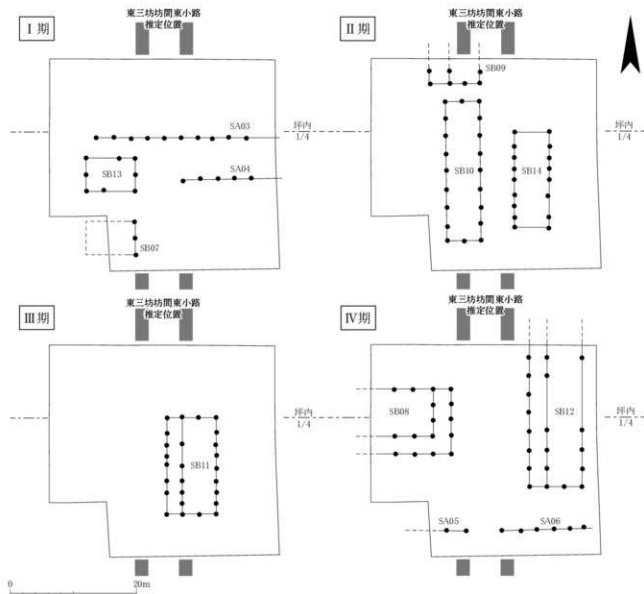 Ⅰ期
東三坊坊間東小路
推定位置
SA03
坪内
1/4
SB13
SA04
SB07
Ⅱ期
東三坊坊間東小路
推定位置
SB09
坪内
1/4
SB10
SB14
Ⅲ期
東三坊坊間東小路
推定位置
坪内
1/4
SB11
0
20m
Ⅳ期
東三坊坊間東小路
推定位置
SB08
SB12
坪内
1/4
SA05
SA06